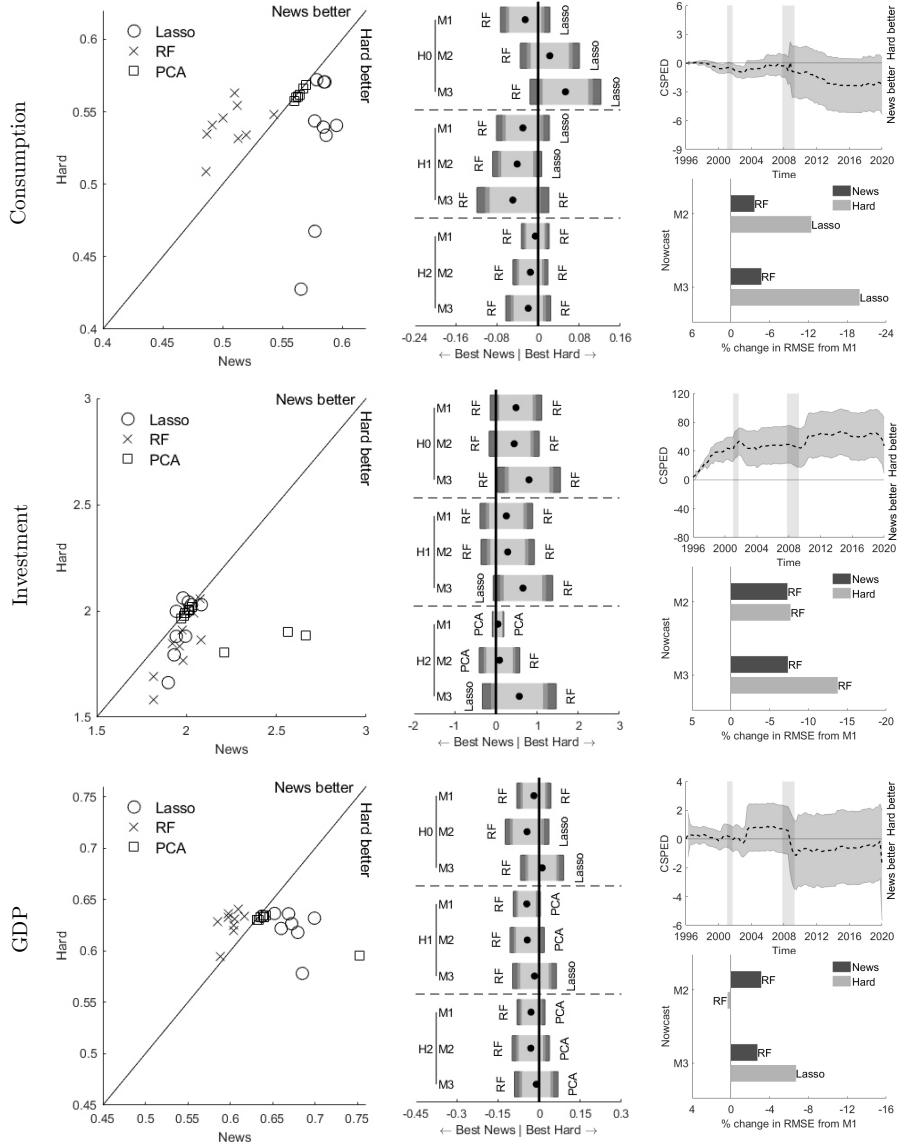 Consumption
News better
Hard better
Lasso
RF
PCA
0.6
0.55
0.5
0.45
0.4
Hard
0.4 0.45 0.5 0.55 0.6
News
H0 M1 RF Lasso
M2 RF Lasso
M3 RF Lasso
H1 M1 RF Lasso
M2 RF Lasso
M3 RF RF
H2 M1 RF RF
M2 RF RF
M3 RF RF
-0.24 -0.16 -0.08 0 0.08 0.16
← Best News | Best Hard →
6
3
0
-3
-6
-9
CSPED
Hard better
News better
1996 2000 2004 2008 2012 2016 2020
Time
News
Hard
M2 RF
Lasso
M3 RF
Lasso
Nowcast
6 0 -6 -12 -18 -24
% change in RMSE from M1
Investment
News better
Hard better
Lasso
RF
PCA
3
2.5
2
1.5
Hard
1.5 2 2.5 3
News
H0 M1 RF RF
M2 RF RF
M3 RF RF
H1 M1 RF RF
M2 RF RF
M3 Lasso RF
H2 M1 PCA PCA
M2 PCA RF
M3 Lasso RF
-2 -1 0 1 2 3
← Best News | Best Hard →
120
80
40
0
-40
-80
CSPED
Hard better
News better
1996 2000 2004 2008 2012 2016 2020
Time
News
Hard
M2 RF
RF
M3 RF
RF
Nowcast
5 0 -5 -10 -15 -20
% change in RMSE from M1
GDP
News better
Hard better
Lasso
RF
PCA
0.75
0.7
0.65
0.6
0.55
0.5
0.45
Hard
0.45 0.5 0.55 0.6 0.65 0.7 0.75
News
H0 M1 RF RF
M2 RF Lasso
M3 RF Lasso
H1 M1 RF PCA
M2 RF PCA
M3 RF Lasso
H2 M1 RF PCA
M2 RF PCA
M3 RF PCA
-0.45 -0.3 -0.15 0 0.15 0.3
← Best News | Best Hard →
4
2
0
-2
-4
-6
CSPED
Hard better
News better
1996 2000 2004 2008 2012 2016 2020
Time
News
Hard
M2 RF
RF
M3 RF
Lasso
Nowcast
4 0 -4 -8 -12 -16
% change in RMSE from M1